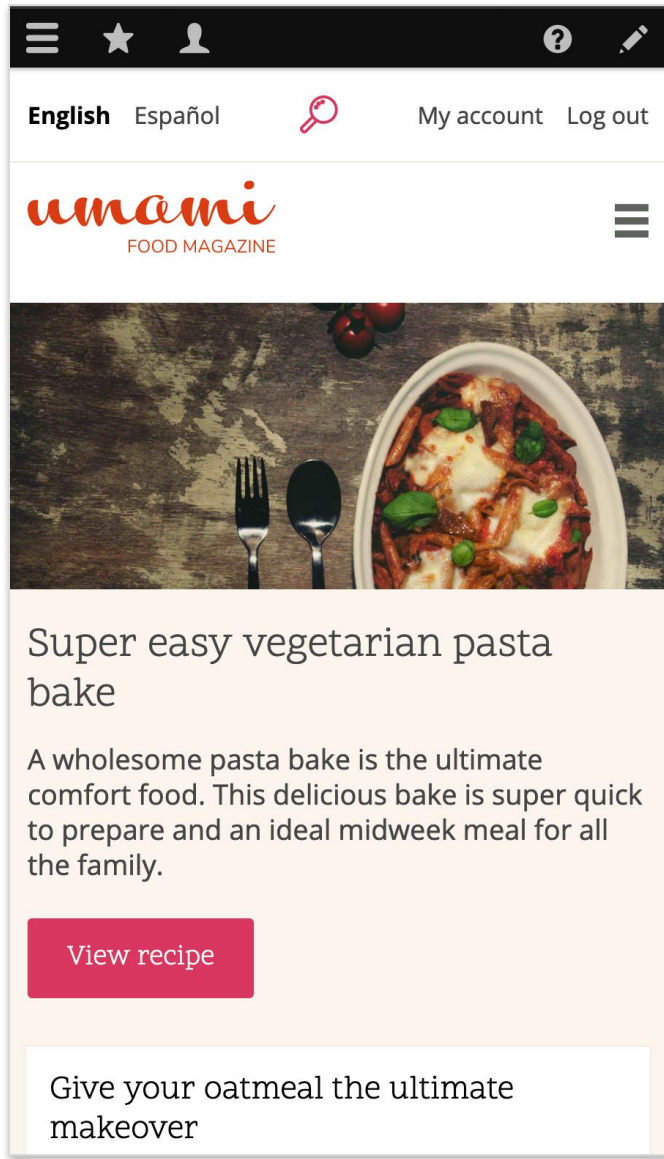 English Español My account Log out
umami
FOOD MAGAZINE
Super easy vegetarian pasta
bake
A wholesome pasta bake is the ultimate
comfort food. This delicious bake is super quick
to prepare and an ideal midweek meal for all
the family.
View recipe
Give your oatmeal the ultimate
makeover